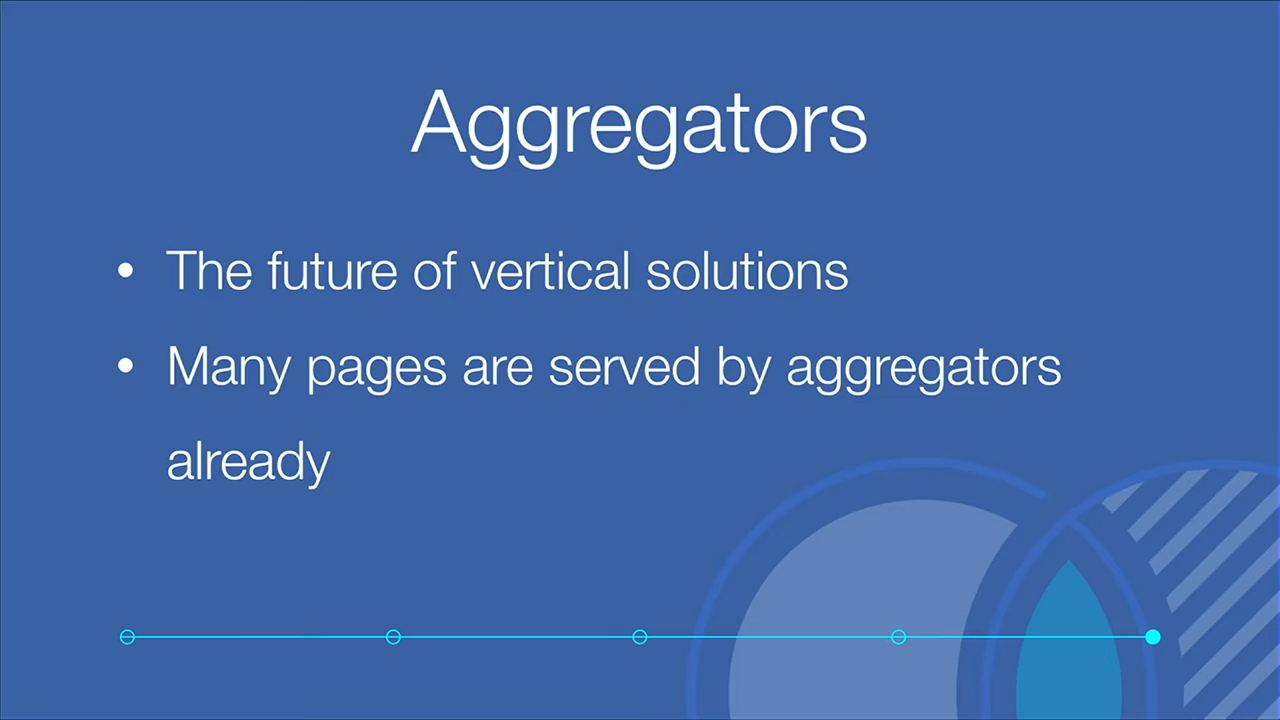 Aggregators
• The future of vertical solutions
• Many pages are served by aggregators
already